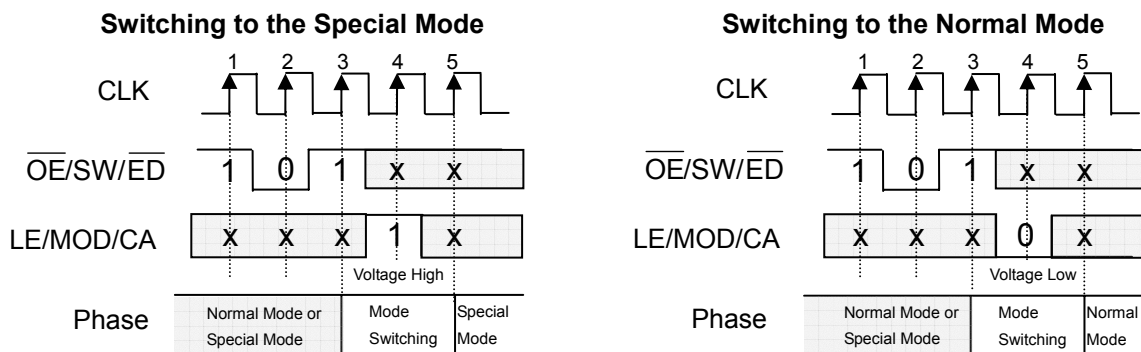 Switching to the Special Mode
1 2 3 4 5
CLK
OE/SW/ED 1 0 1 x x
LE/MOD/CA x x x 1 x
Voltage High
Phase
Normal Mode or
Special Mode
Mode
Switching
Special
Mode
Switching to the Normal Mode
1 2 3 4 5
CLK
OE/SW/ED 1 0 1 x x
LE/MOD/CA x x x 0 x
Voltage Low
Phase
Normal Mode or
Special Mode
Mode
Switching
Normal
Mode